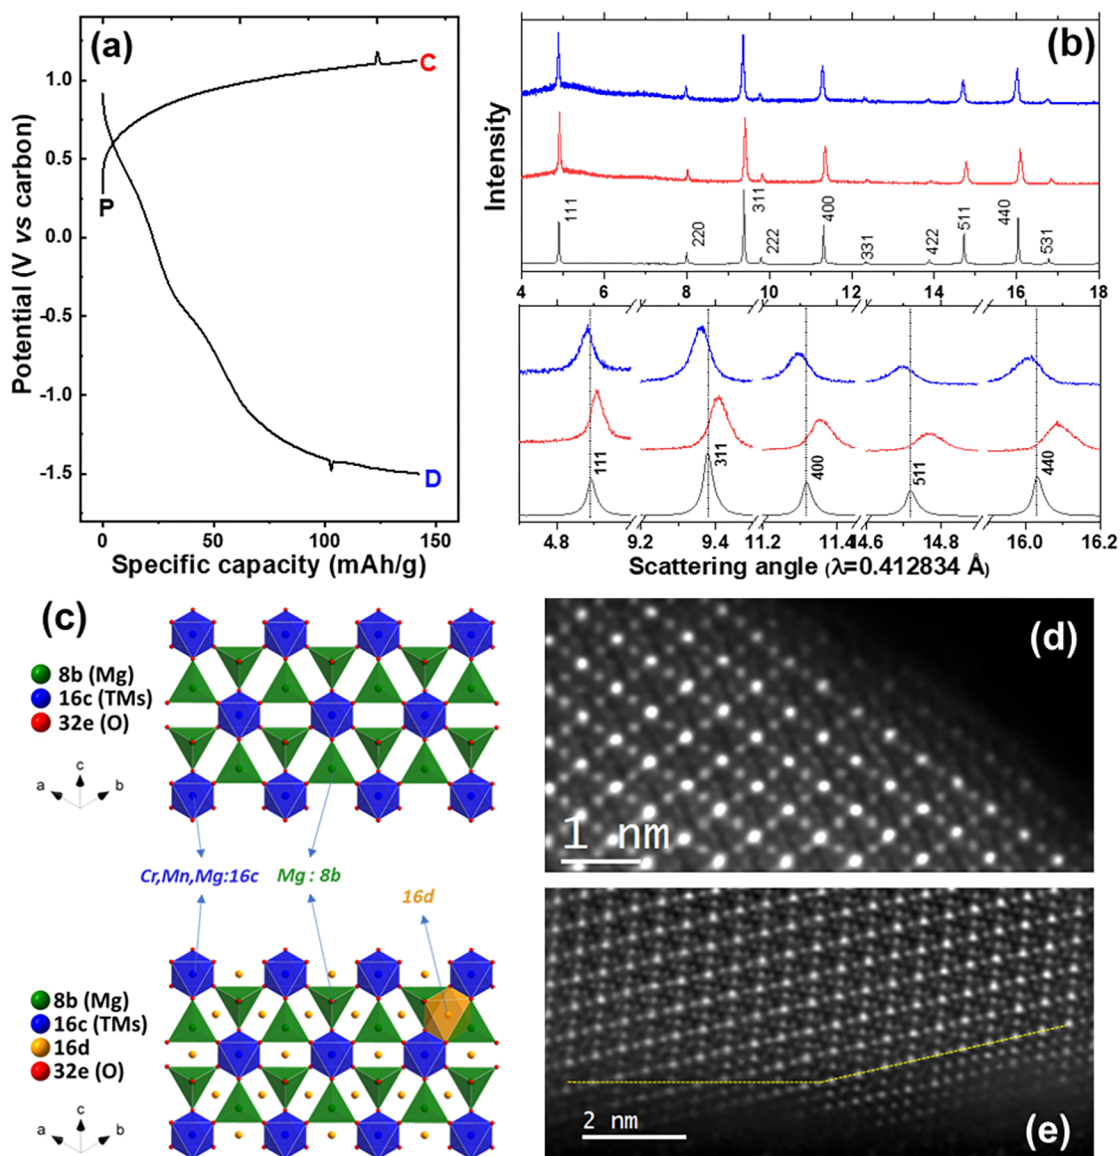 (a)
C
1.0
0.5
P
0.0
-0.5
-1.0
-1.5
D
Potential (V vs carbon)
0
50
100
150
Specific capacity (mAh/g)
(b)
Intensity
111
220
311
222
400
331
422
511
440
531
4
6
8
10
12
14
16
18
111
311
400
511
440
4.8
9.2
9.4
11.2
11.4
14.6
14.8
16.0
16.2
Scattering angle (λ=0.412834 Å)
(c)
8b (Mg)
16c (TMs)
32e (O)
c
a
b
Cr,Mn,Mg:16c
Mg : 8b
16d
8b (Mg)
16c (TMs)
16d
32e (O)
c
a
b
(d)
1 nm
2 nm
(e)